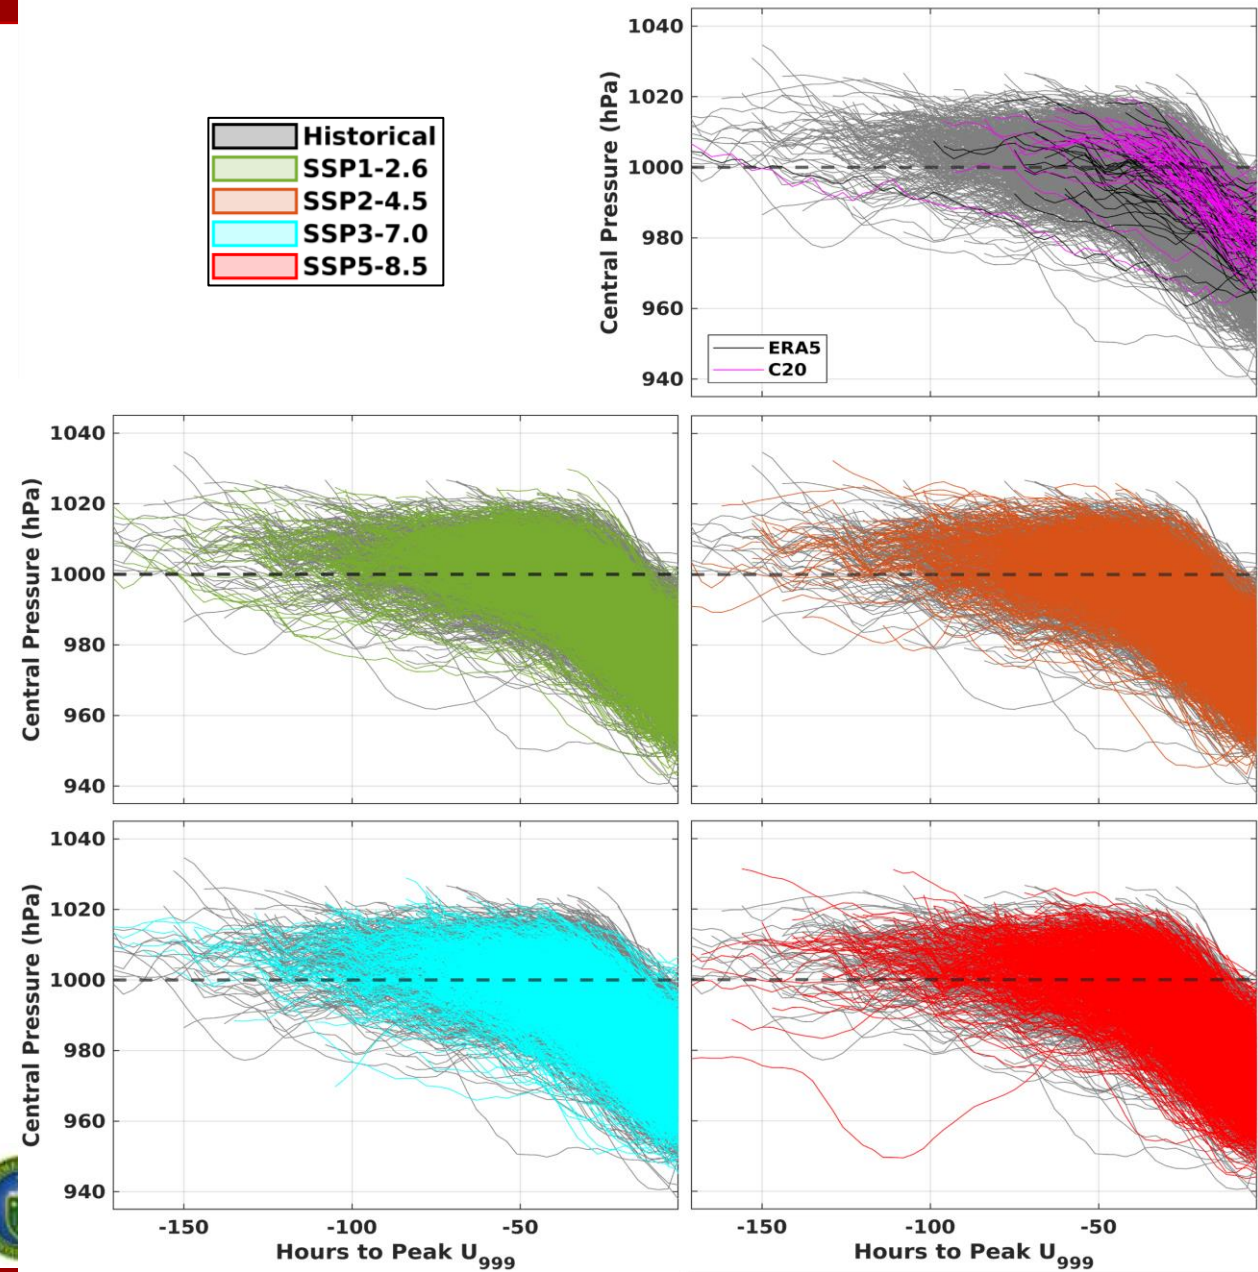 Historical
SSP1-2.6
SSP2-4.5
SSP3-7.0
SSP5-8.5
1040
1020
1000
980
960
940
Central Pressure (hPa)
ERA5
C20
1040
1020
1000
980
960
940
Central Pressure (hPa)
1040
1020
1000
980
960
940
Central Pressure (hPa)
-150 -100 -50
Hours to Peak U999
-150 -100 -50
Hours to Peak U999